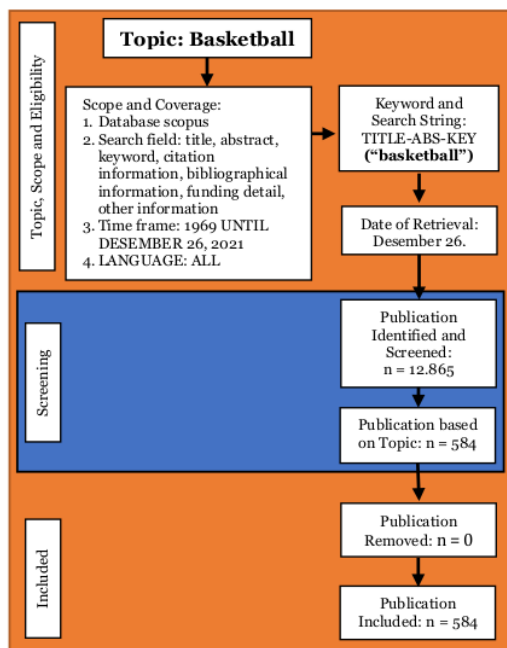 Topic, Scope and Eligibility
Topic: Basketball
Scope and Coverage:
1. Database scopus
2. Search field: title, abstract,
keyword, citation
information, bibliographical
information, funding detail,
other information
3. Time frame: 1969 UNTIL
DESEMBER 26, 2021
4. LANGUAGE: ALL
Keyword and
Search String:
TITLE-ABS-KEY
(“basketball”)
Date of Retrieval:
Desember 26.
Screening
Publication
Identified and
Screened:
n = 12.865
Publication based
on Topic: n = 584
Included
Publication
Removed: n = 0
Publication
Included: n = 584